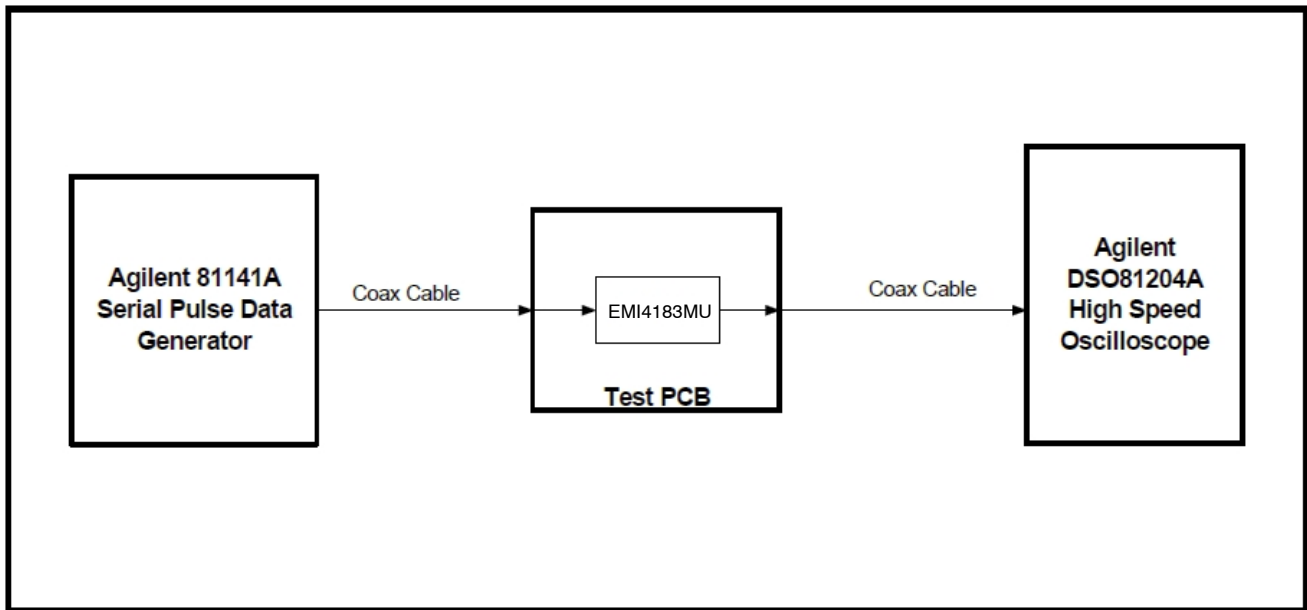 Agilent 81141A
Serial Pulse Data
Generator
Coax Cable
EMI4183MU
Test PCB
Coax Cable
Agilent
DSO81204A
High Speed
Oscilloscope